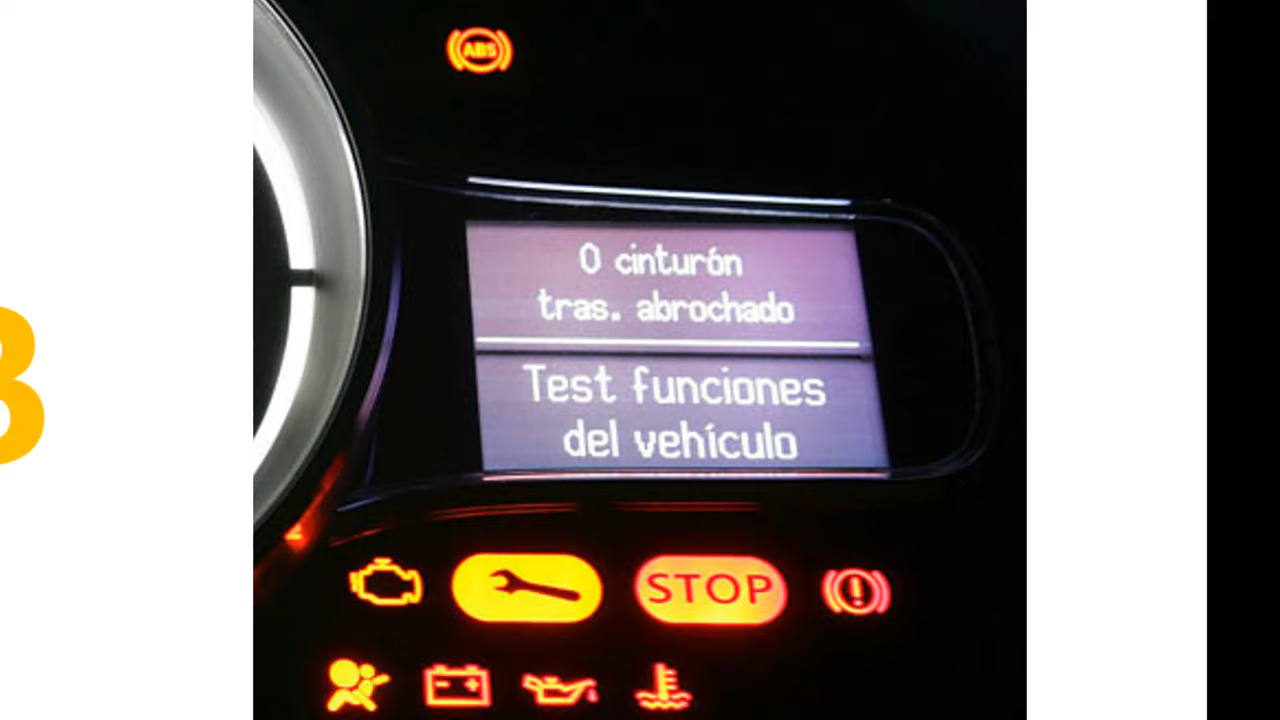 ABS
0 cinturón
tras. abrochado
Test funciones
del vehículo
STOP